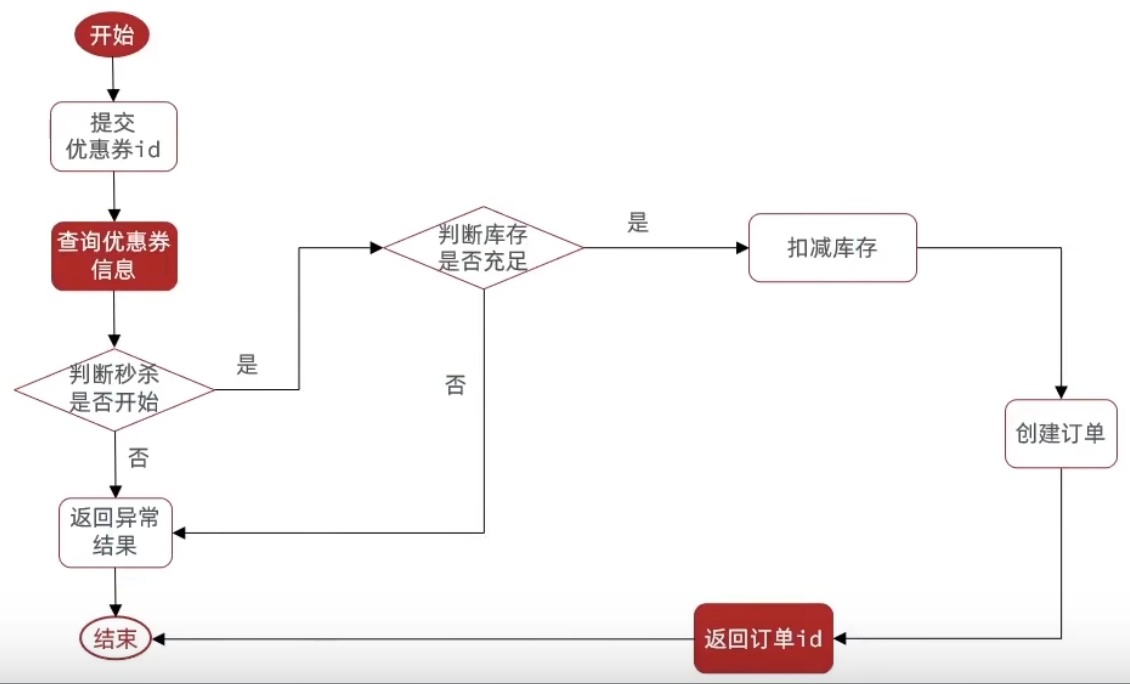 开始
提交
优惠券id
查询优惠券
信息
判断秒杀
是否开始
是
否
返回异常
结果
结束
判断库存
是否充足
是
否
扣减库存
创建订单
返回订单id